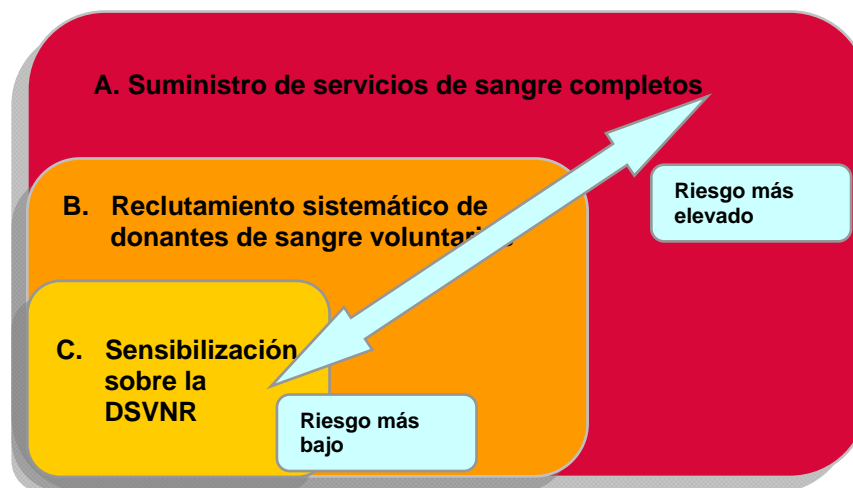 A. Suministro de servicios de sangre completos
Riesgo más
elevado
B. Reclutamiento sistemático de
donantes de sangre voluntarios
C. Sensibilización
sobre la
DSVNR
Riesgo más
bajo